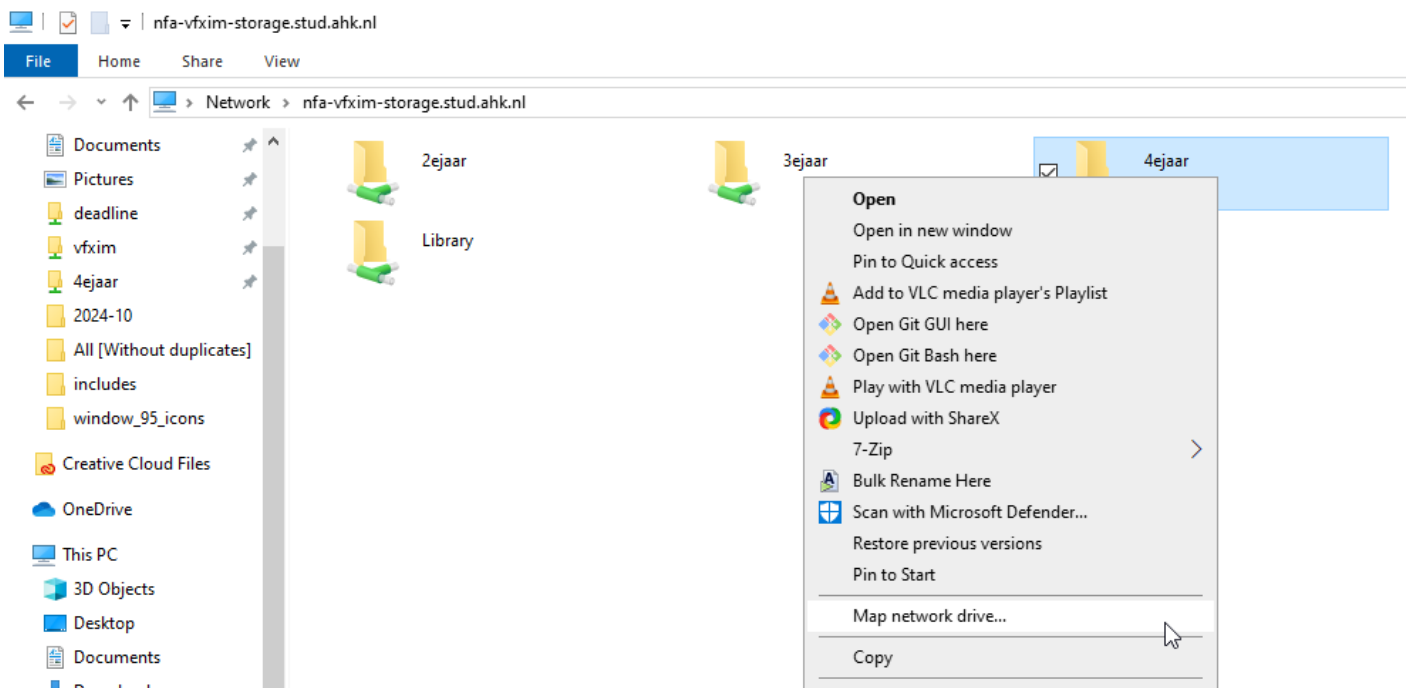 nfa-vfxim-storage.stud.ahk.nl
File Home Share View
Network nfa-vfxim-storage.stud.ahk.nl
Documents
Pictures
deadline
vfxim
4ejaar
2024-10
All [Without duplicates]
includes
window_95_icons
Creative Cloud Files
OneDrive
This PC
3D Objects
Desktop
Documents
2ejaar
3ejaar
4ejaar
Library
Open
Open in new window
Pin to Quick access
Add to VLC media player's Playlist
Open Git GUI here
Open Git Bash here
Play with VLC media player
Upload with ShareX
7-Zip
Bulk Rename Here
Scan with Microsoft Defender...
Restore previous versions
Pin to Start
Map network drive...
Copy